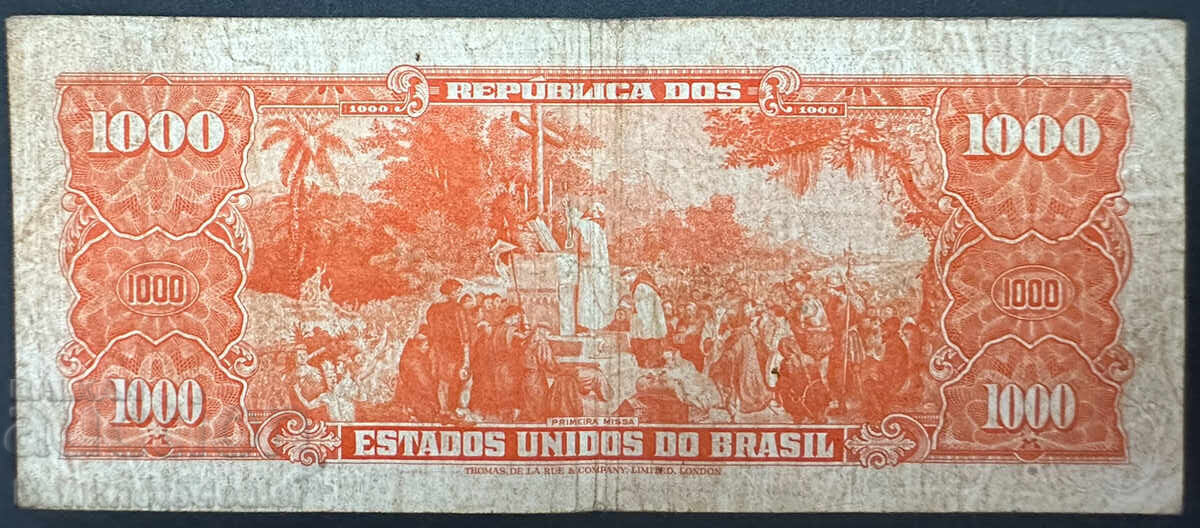 REPÚBLICA DOS
1000 1000
1000 1000
1000 1000
1000 1000
PRIMEIRA MISSA
ESTADOS UNIDOS DO BRASIL
THOMAS DE LA RUE & COMPANY, LIMITED, LONDON